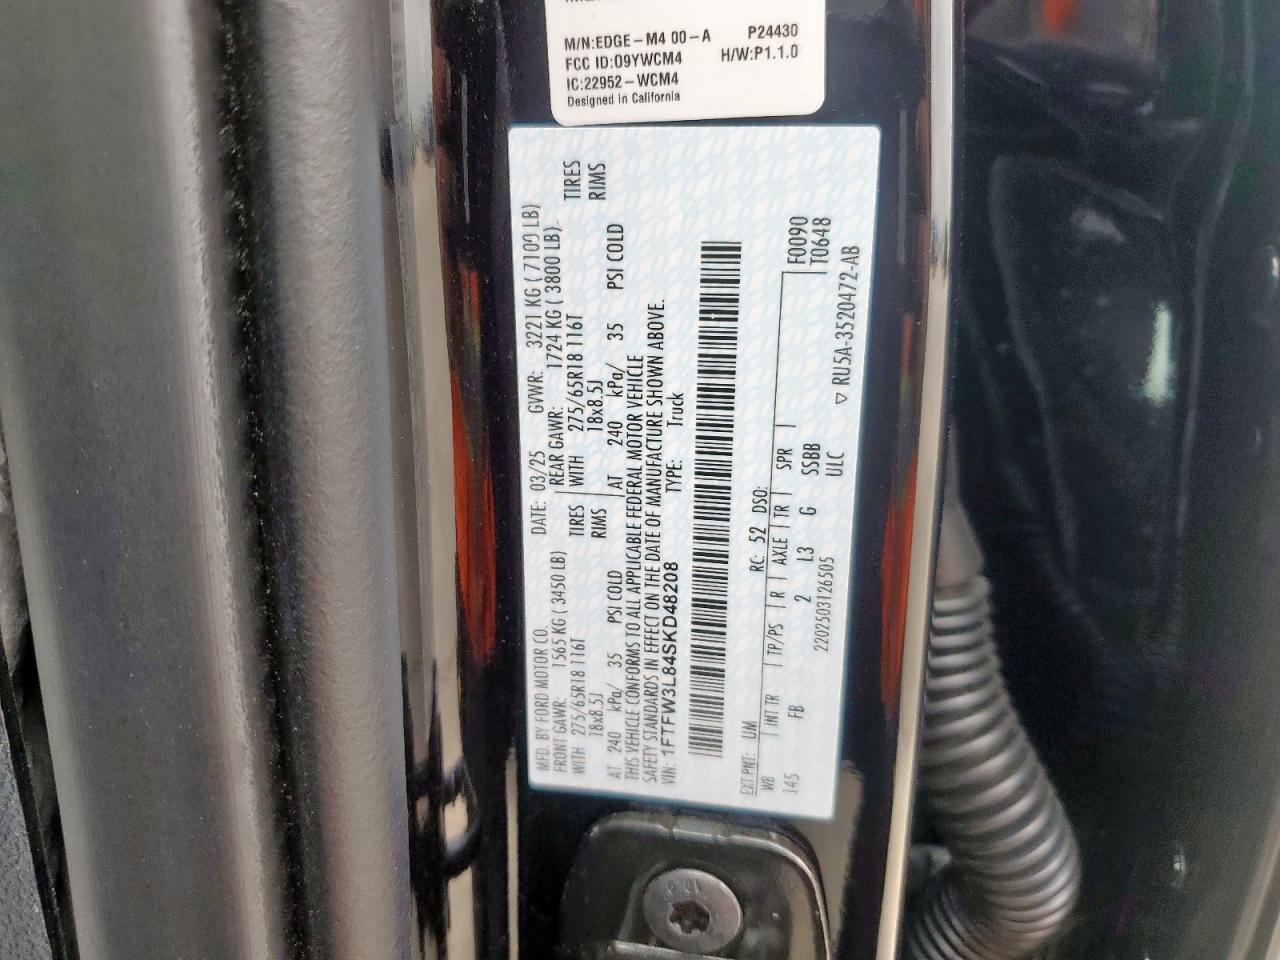 M/N:EDGE-M4 00-A P24430
FCC ID:O9YWCM4 H/W:P1.1.0
IC:22952-WCM4
Designed in California
MFD. BY FORD MOTOR CO. DATE: 03/25 GVWR: 3221 KG ( 7100 LB)
FRONT GAWR: 1565 KG ( 3450 LB) REAR GAWR: 1724 KG ( 3800 LB)
WITH 275/65R18 116T TIRES WITH 275/65R18 116T TIRES
18x8.5J RIMS 18x8.5J RIMS
AT 240 kPa/ 35 PSI COLD AT 240 kPa/ 35 PSI COLD
THIS VEHICLE CONFORMS TO ALL APPLICABLE FEDERAL MOTOR VEHICLE
SAFETY STANDARDS IN EFFECT ON THE DATE OF MANUFACTURE SHOWN ABOVE.
VIN: 1FTFW3L84SKD48208 TYPE: Truck
EXT PNT: UM RC: 52 DSO: F0090
WB INT TR TP/PS R AXLE TR SPR T0648
145 FB 2 L3 G SSBB
2202503126505 ULC
▽ RU5A-3520472-AB
10.9